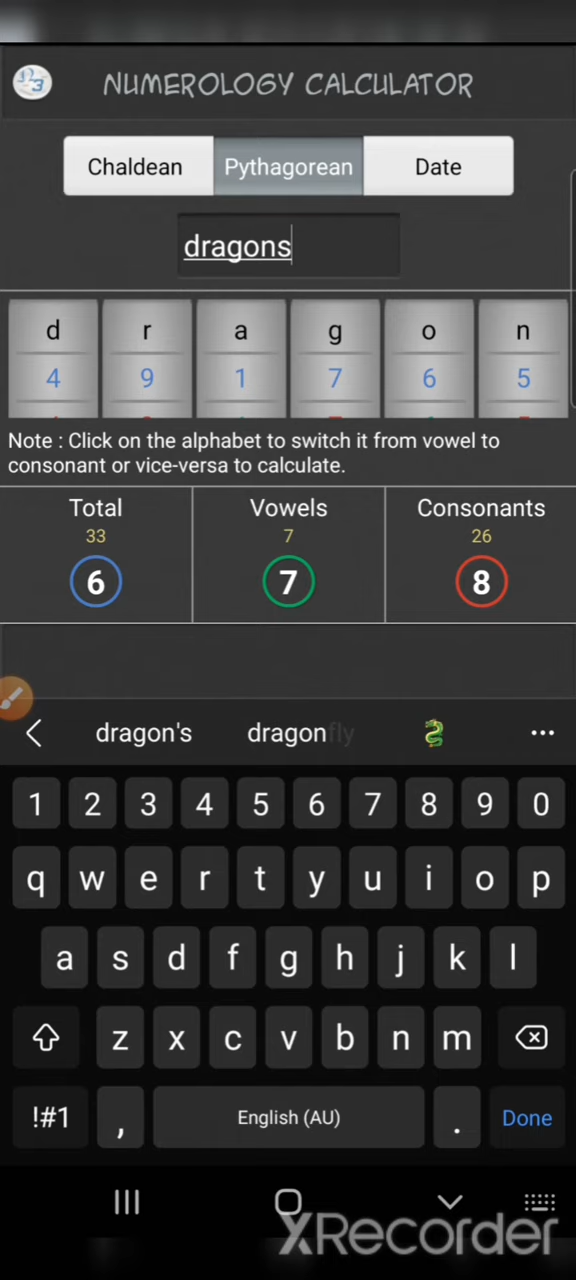 NUMEROLOGY CALCULATOR
Chaldean Pythagorean Date
dragons
d r a g o n
4 9 1 7 6 5
Note : Click on the alphabet to switch it from vowel to
consonant or vice-versa to calculate.
Total Vowels Consonants
33 7 26
6 7 8
dragon's dragonfly
1 2 3 4 5 6 7 8 9 0
q w e r t y u i o p
a s d f g h j k l
z x c v b n m
!#1 , English (AU) . Done
XRecorder